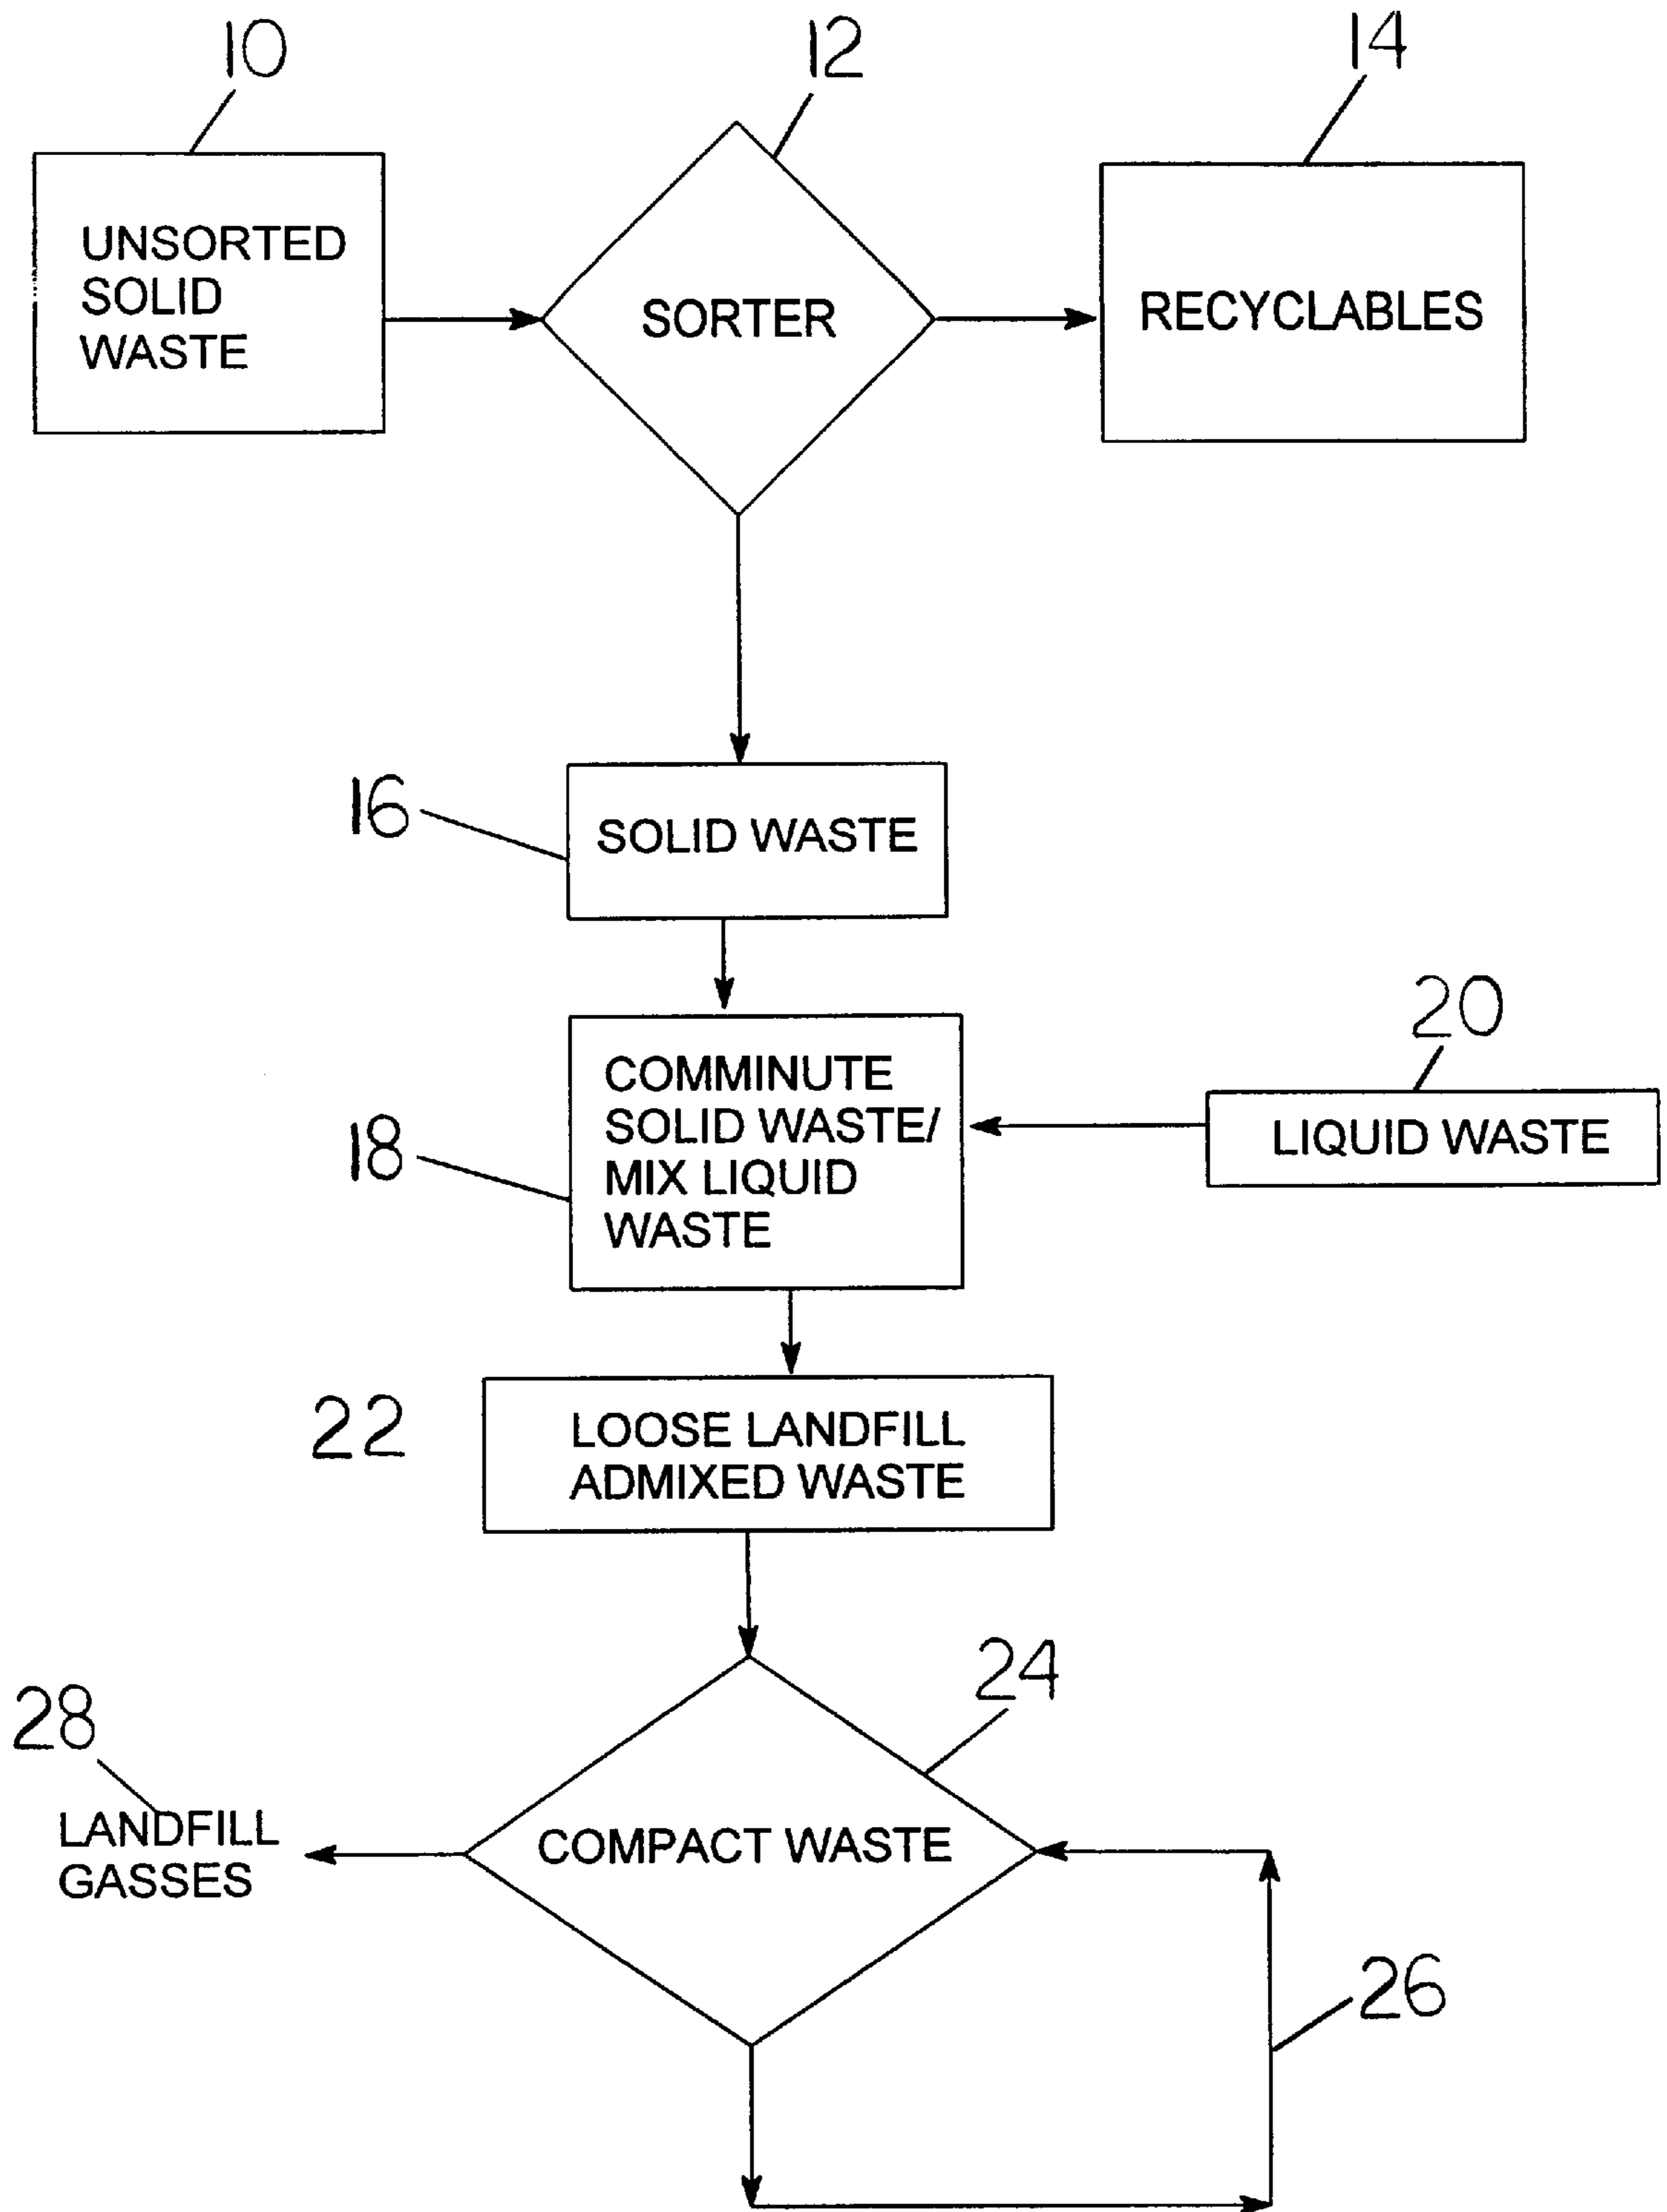 10
12
14
UNSORTED
SOLID
WASTE
SORTER
RECYCLABLES
16
SOLID WASTE
20
COMMINUTE
SOLID WASTE/
MIX LIQUID
WASTE
18
LIQUID WASTE
22
LOOSE LANDFILL
ADMIXED WASTE
24
28
LANDFILL
GASSES
COMPACT WASTE
26